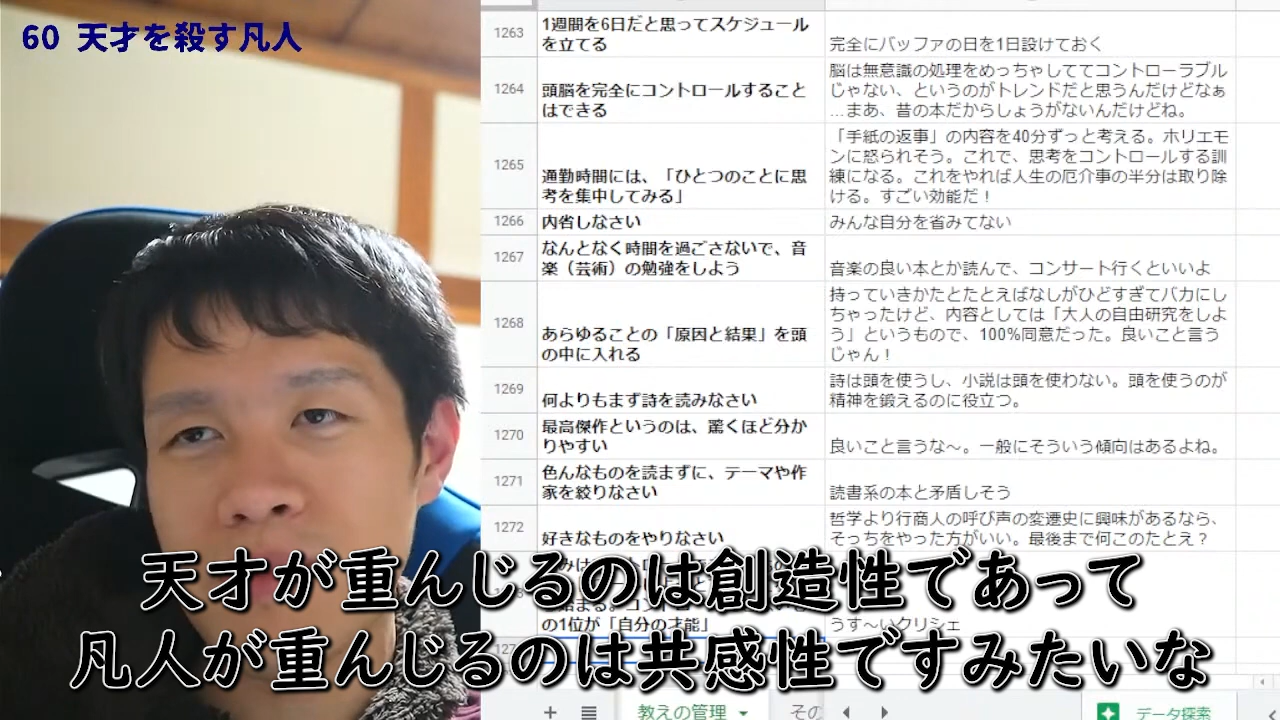 60 天才を殺す凡人
1263
1週間を6日だと思ってスケジュール
を立てる
完全にバッファの日を1日設けておく
1264
頭脳を完全にコントロールすること
はできる
脳は無意識の処理をめっちゃしててコントローラブル
じゃない、というのがトレンドだと思うんだけどなぁ
…まあ、昔の本だからしょうがないんだけどね。
1265
通勤時間には、「ひとつのことに思
考を集中してみる」
「手紙の返事」の内容を40分ずっと考える。ホリエモ
ンに怒られそう。これで、思考をコントロールする訓
練になる。これをやれば人生の厄介事の半分は取り除
ける。すごい効能だ！
1266
内省しなさい
みんな自分を省みてない
1267
なんとなく時間を過ごさないで、音
楽（芸術）の勉強をしよう
音楽の良い本とか読んで、コンサート行くといいよ
1268
あらゆることの「原因と結果」を頭
の中に入れる
持っていきかたとたとえばなしがひどすぎてバカにし
ちゃったけど、内容としては「大人の自由研究をしよ
う」というもので、100%同意だった。良いこと言う
じゃん！
1269
何よりもまず詩を読みなさい
詩は頭を使うし、小説は頭を使わない。頭を使うのが
精神を鍛えるのに役立つ。
1270
最高傑作というのは、驚くほど分か
りやすい
良いこと言うな～。一般にそういう傾向はあるよね。
1271
色んなものを読まずに、テーマや作
家を絞りなさい
読書系の本と矛盾しそう
1272
好きなものをやりなさい
哲学より行商人の呼び声の変遷史に興味があるなら、
そっちをやった方がいい。最後まで何このたとえ？
の1位が「自分の才能」
うす～いクリシェ
天才が重んじるのは創造性であって
凡人が重んじるのは共感性ですみたいな
教えの管理
その
データ探索